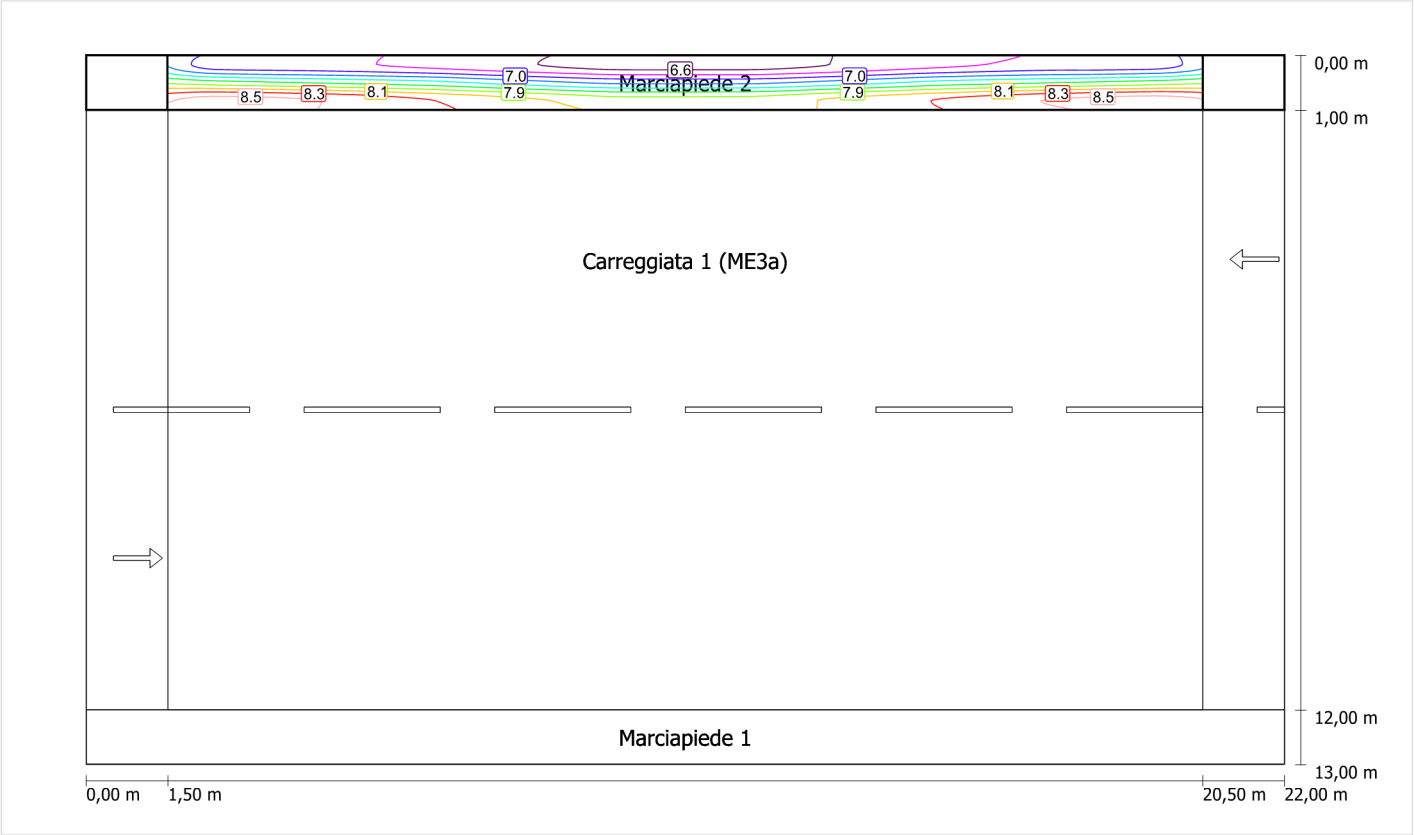 0,00 m
6.6
7.0
7.0
Marciapiede 2
7.9
7.9
8.1
8.1
8.3
8.3
8.5
8.5
1,00 m
Carreggiata 1 (ME3a)
12,00 m
Marciapiede 1
13,00 m
0,00 m
1,50 m
20,50 m
22,00 m